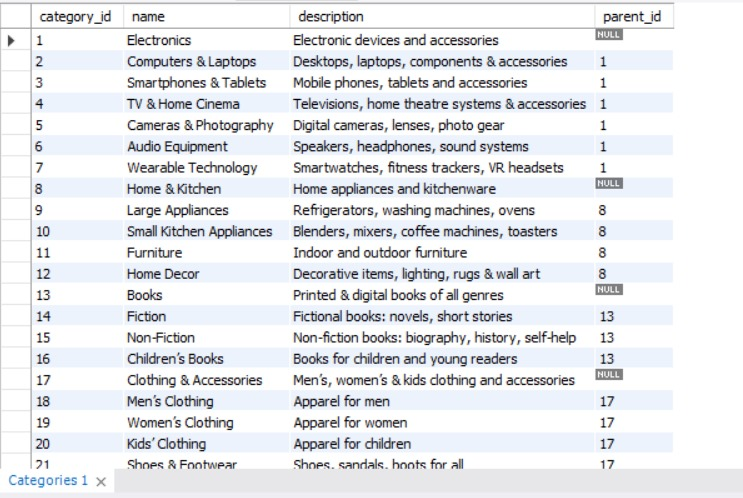 category_id name description parent_id
1 Electronics Electronic devices and accessories NULL
2 Computers & Laptops Desktops, laptops, components & accessories 1
3 Smartphones & Tablets Mobile phones, tablets and accessories 1
4 TV & Home Cinema Televisions, home theatre systems & accessories 1
5 Cameras & Photography Digital cameras, lenses, photo gear 1
6 Audio Equipment Speakers, headphones, sound systems 1
7 Wearable Technology Smartwatches, fitness trackers, VR headsets 1
8 Home & Kitchen Home appliances and kitchenware NULL
9 Large Appliances Refrigerators, washing machines, ovens 8
10 Small Kitchen Appliances Blenders, mixers, coffee machines, toasters 8
11 Furniture Indoor and outdoor furniture 8
12 Home Decor Decorative items, lighting, rugs & wall art 8
13 Books Printed & digital books of all genres NULL
14 Fiction Fictional books: novels, short stories 13
15 Non-Fiction Non-fiction books: biography, history, self-help 13
16 Children’s Books Books for children and young readers 13
17 Clothing & Accessories Men’s, women’s & kids clothing and accessories NULL
18 Men’s Clothing Apparel for men 17
19 Women’s Clothing Apparel for women 17
20 Kids’ Clothing Apparel for children 17
21 Shoes & Footwear Shoes, sandals, boots for all 17
Categories 1